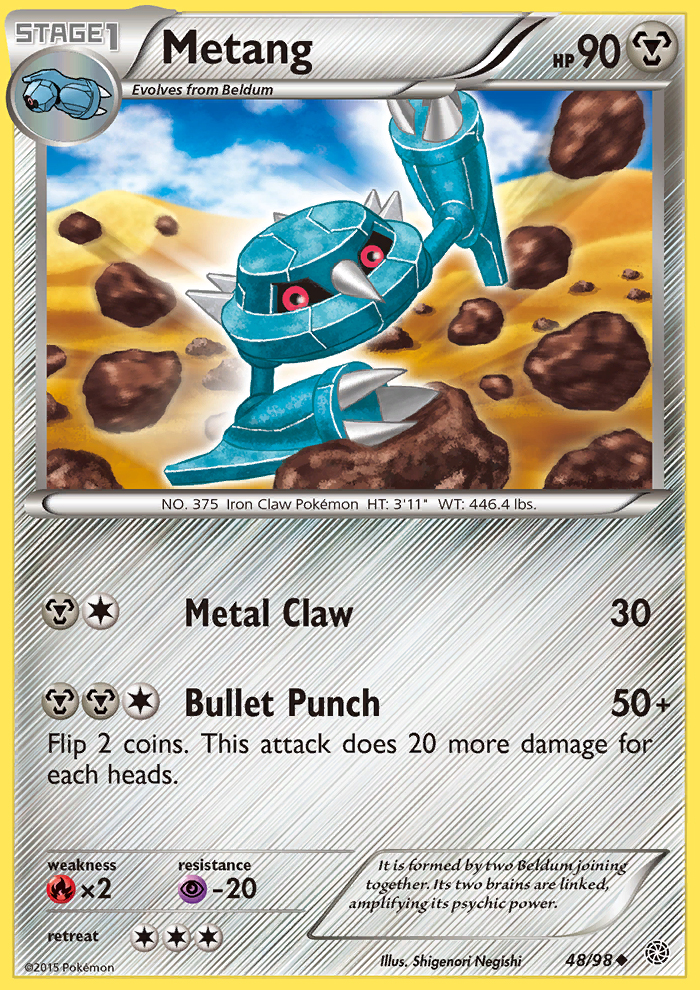 STAGE1
Metang
HP 90
Evolves from Beldum
NO. 375 Iron Claw Pokémon HT: 3'11" WT: 446.4 lbs.
Metal Claw 30
Bullet Punch 50+
Flip 2 coins. This attack does 20 more damage for
each heads.
weakness resistance
×2 -20
retreat
It is formed by two Beldum joining
together. Its two brains are linked,
amplifying its psychic power.
©2015 Pokémon Illus. Shigenori Negishi 48/98